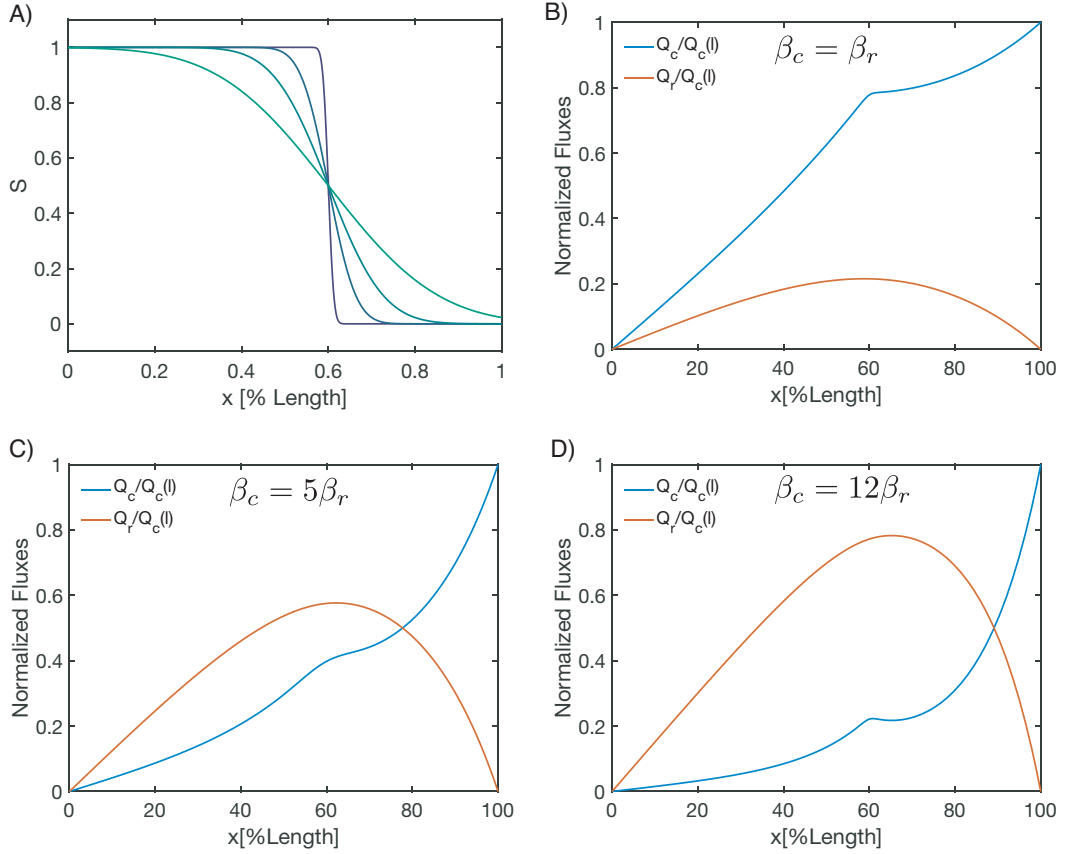 A)
S
1
0.8
0.6
0.4
0.2
0
0 0.2 0.4 0.6 0.8 1
x [% Length]
B)
Q_c/Q_c(l)
Q_r/Q_c(l)
β_c = β_r
Normalized Fluxes
1
0.8
0.6
0.4
0.2
0
0 20 40 60 80 100
x[%Length]
C)
Q_c/Q_c(l)
Q_r/Q_c(l)
β_c = 5β_r
Normalized Fluxes
1
0.8
0.6
0.4
0.2
0
0 20 40 60 80 100
x[%Length]
D)
Q_c/Q_c(l)
Q_r/Q_c(l)
β_c = 12β_r
Normalized Fluxes
1
0.8
0.6
0.4
0.2
0
0 20 40 60 80 100
x[%Length]